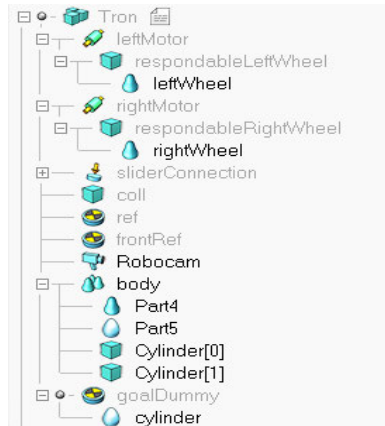 Tron
leftMotor
respondableLeftWheel
leftWheel
rightMotor
respondableRightWheel
rightWheel
sliderConnection
coll
ref
frontRef
Robocam
body
Part4
Part5
Cylinder[0]
Cylinder[1]
goalDummy
cylinder